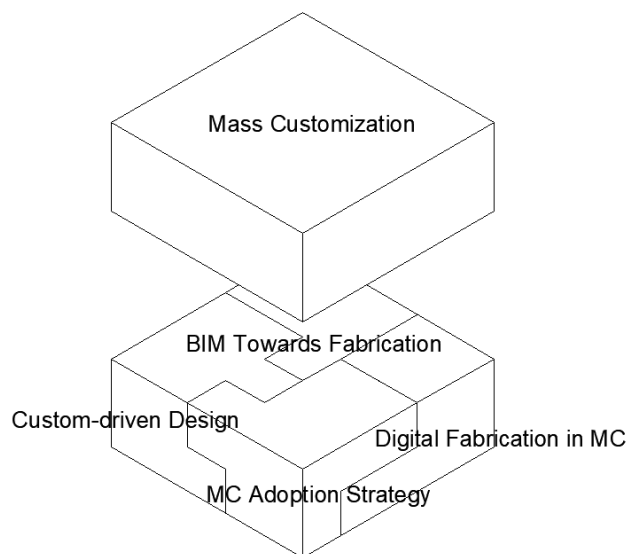 Mass Customization
BIM Towards Fabrication
Custom-driven Design
Digital Fabrication in MC
MC Adoption Strategy